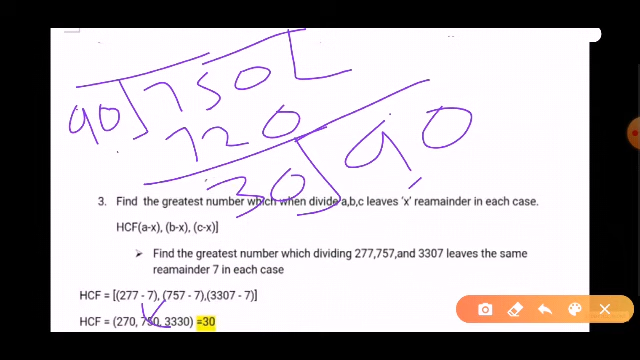 90) 750 (
720
30) 90
3. Find the greatest number which when divide a,b,c leaves 'x' reamainder in each case.
HCF(a-x), (b-x), (c-x)]
➢ Find the greatest number which dividing 277,757,and 3307 leaves the same
reamainder 7 in each case
HCF = [(277 - 7), (757 - 7),(3307 - 7)]
HCF = (270, 750, 3330) =30